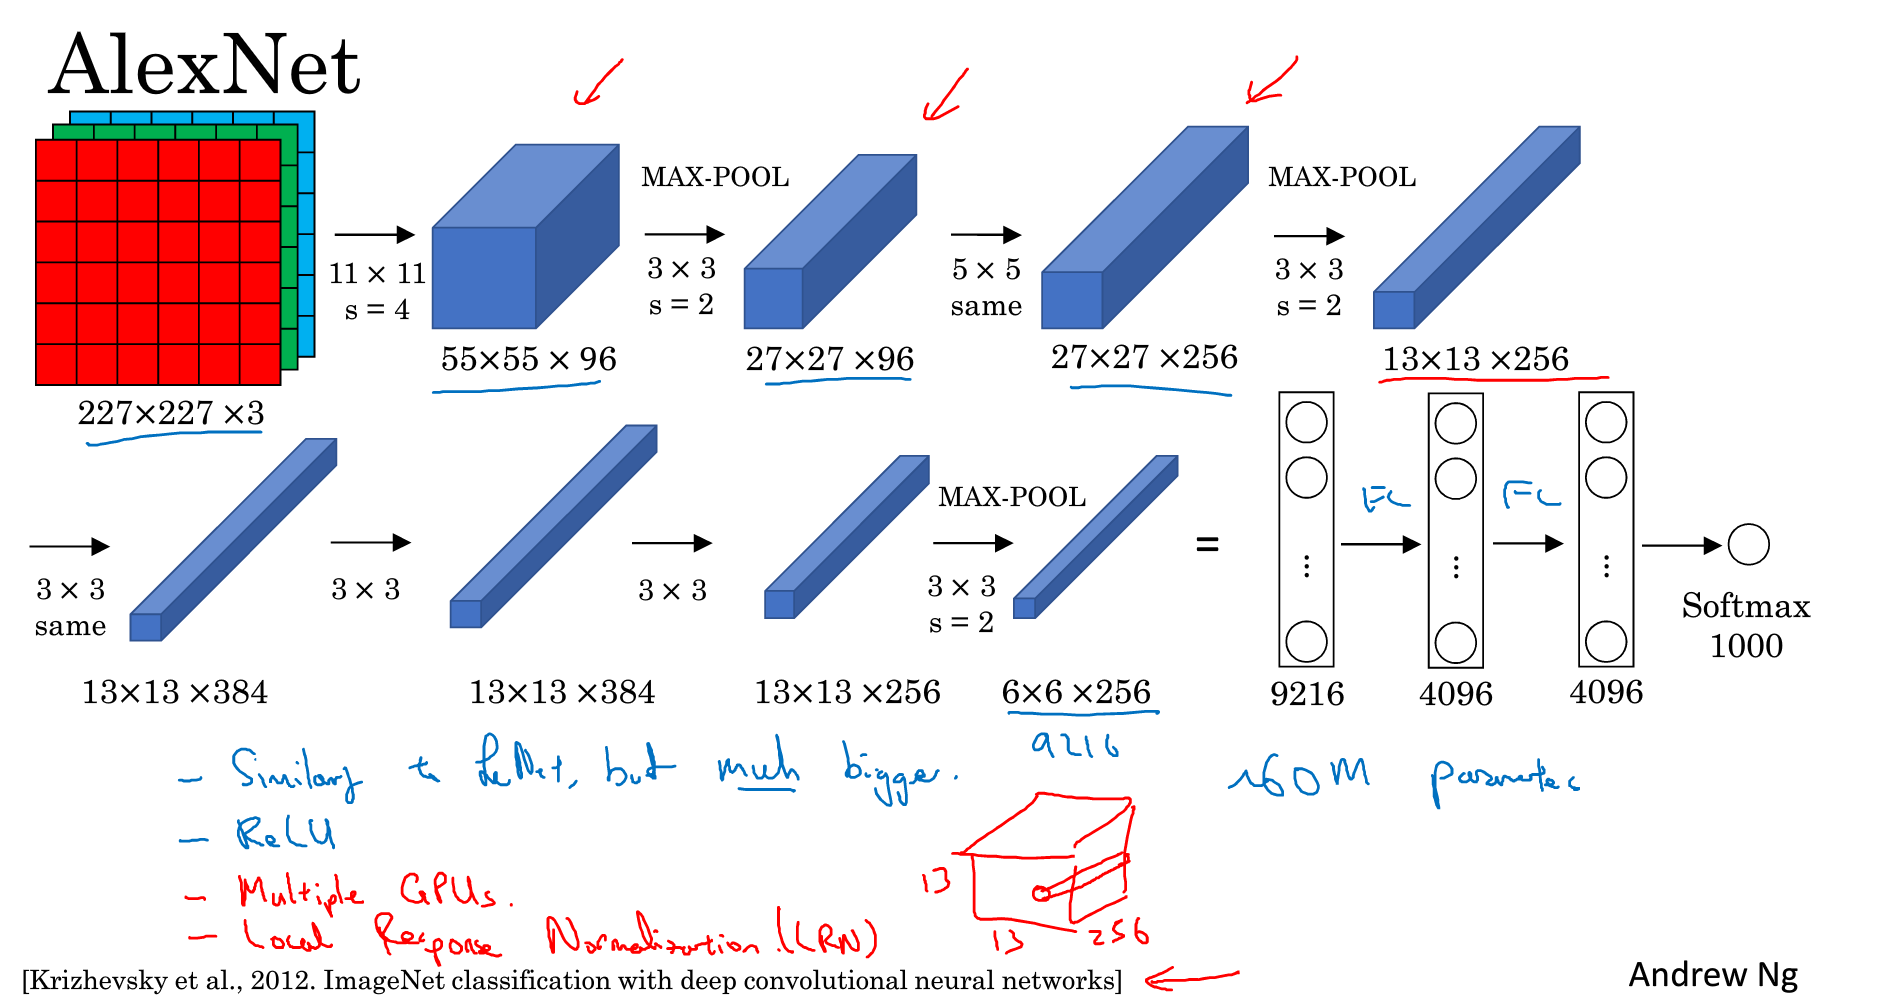 AlexNet
MAX-POOL
MAX-POOL
11 × 11
s = 4
3 × 3
s = 2
5 × 5
same
3 × 3
s = 2
227×227 ×3
55×55 × 96
27×27 ×96
27×27 ×256
13×13 ×256
MAX-POOL
FC
FC
3 × 3
same
3 × 3
3 × 3
3 × 3
s = 2
=
Softmax
1000
13×13 ×384
13×13 ×384
13×13 ×256
6×6 ×256
9216
4096
4096
9216
- Similar to LeNet, but much bigger.
~60M parameters
- ReLU
- Multiple GPUs.
- Local Response Normalization (LRN)
13
13
256
[Krizhevsky et al., 2012. ImageNet classification with deep convolutional neural networks]
Andrew Ng